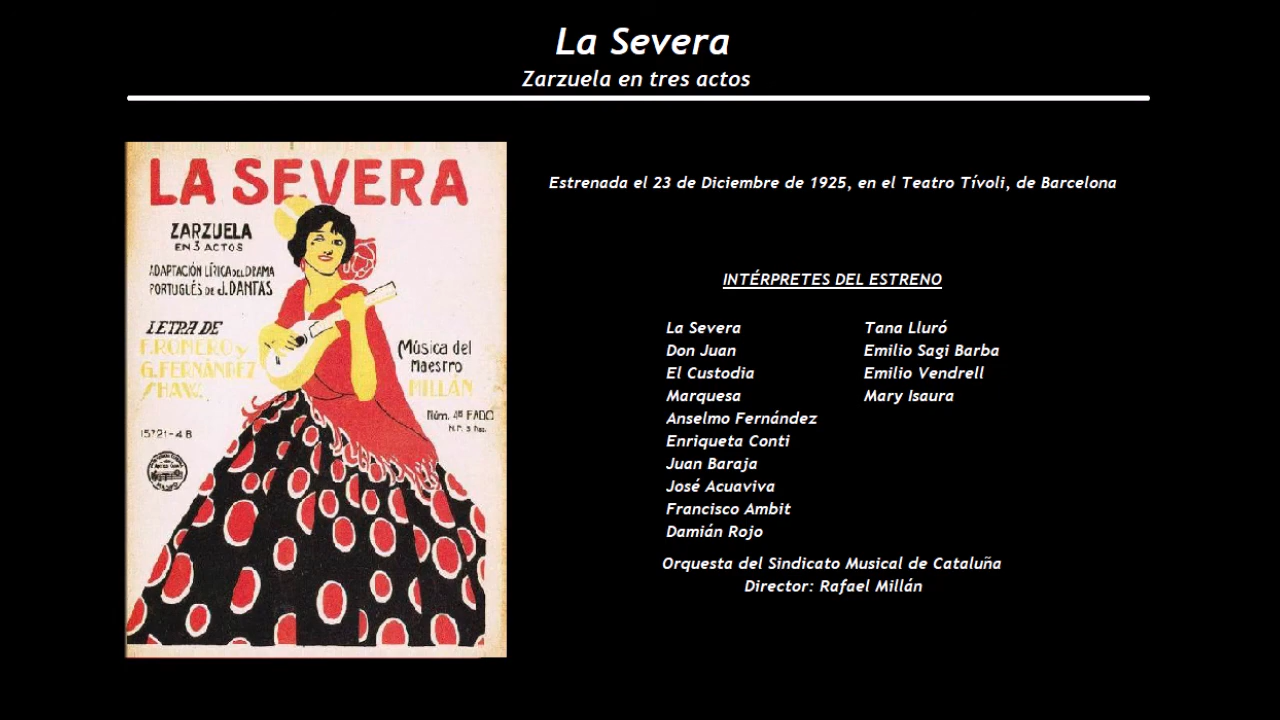 La Severa
Zarzuela en tres actos
LA SEVERA
ZARZUELA
EN 3 ACTOS
ADAPTACIÓN LÍRICA DEL DRAMA
PORTUGUÉS DE J. DANTAS
LETRA DE
F. ROMERO y
G. FERNÁNDEZ
SHAW.
Música del
Maestro
MILLÁN
Núm. 4B FADO
15721-4B
Estrenada el 23 de Diciembre de 1925, en el Teatro Tívoli, de Barcelona
INTÉRPRETES DEL ESTRENO
La Severa Tana Lluró
Don Juan Emilio Sagi Barba
El Custodia Emilio Vendrell
Marquesa Mary Isaura
Anselmo Fernández
Enriqueta Conti
Juan Baraja
José Acuaviva
Francisco Ambit
Damián Rojo
Orquesta del Sindicato Musical de Cataluña
Director: Rafael Millán